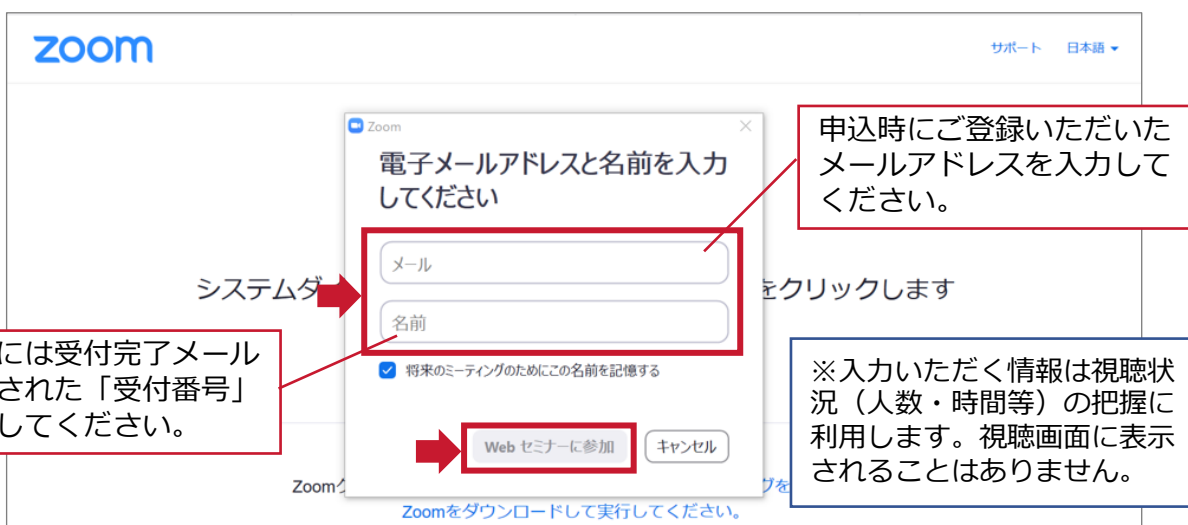 zoom
サポート 日本語
Zoom
電子メールアドレスと名前を入力
してください
申込時にご登録いただいた
メールアドレスを入力して
ください。
メール
システムダ
をクリックします
名前
には受付完了メール
された「受付番号」
してください。
将来のミーティングのためにこの名前を記憶する
※入力いただく情報は視聴状
況（人数・時間等）の把握に
利用します。視聴画面に表示
されることはありません。
Web セミナーに参加 キャンセル
Zoom
グを
Zoomをダウンロードして実行してください。